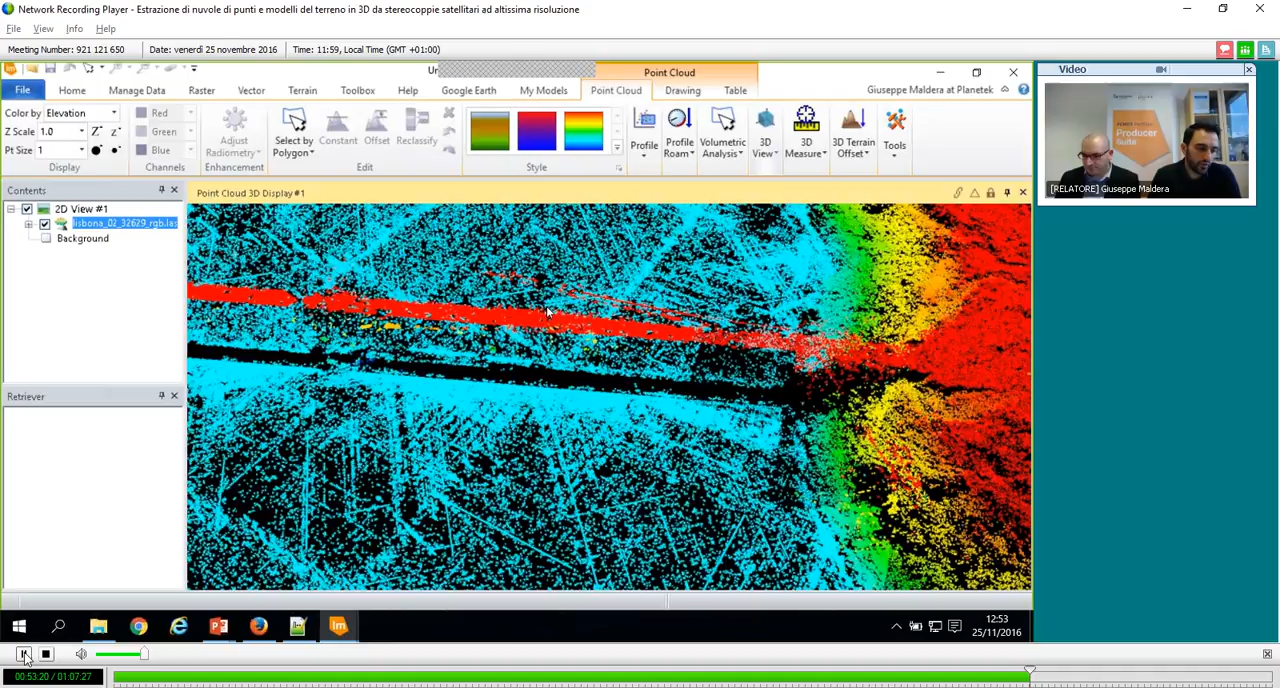 Network Recording Player - Estrazione di nuvole di punti e modelli del terreno in 3D da stereocoppie satellitari ad altissima risoluzione
File View Info Help
Meeting Number: 921 121 650 Date: venerdì 25 novembre 2016 Time: 11:59, Local Time (GMT +01:00)
Point Cloud
File Home Manage Data Raster Vector Terrain Toolbox Help Google Earth My Models Point Cloud Drawing Table Giuseppe Maldera at Planetek
Color by Elevation
Z Scale 1.0 Z+ z-
Pt Size 1
Display
Red
Green
Blue
Channels
Adjust Radiometry
Enhancement
Select by Polygon
Constant
Offset
Reclassify
Edit
Style
Profile
Profile Roam
Volumetric Analysis
3D View
3D Measure
3D Terrain Offset
Tools
Contents
2D View #1
lisbona_02_32629_rgb.las
Background
Retriever
Point Cloud 3D Display #1
Video
PENDING
Producer Suite
[RELATORE] Giuseppe Maldera
12:53
25/11/2016
00:53:20 / 01:07:27